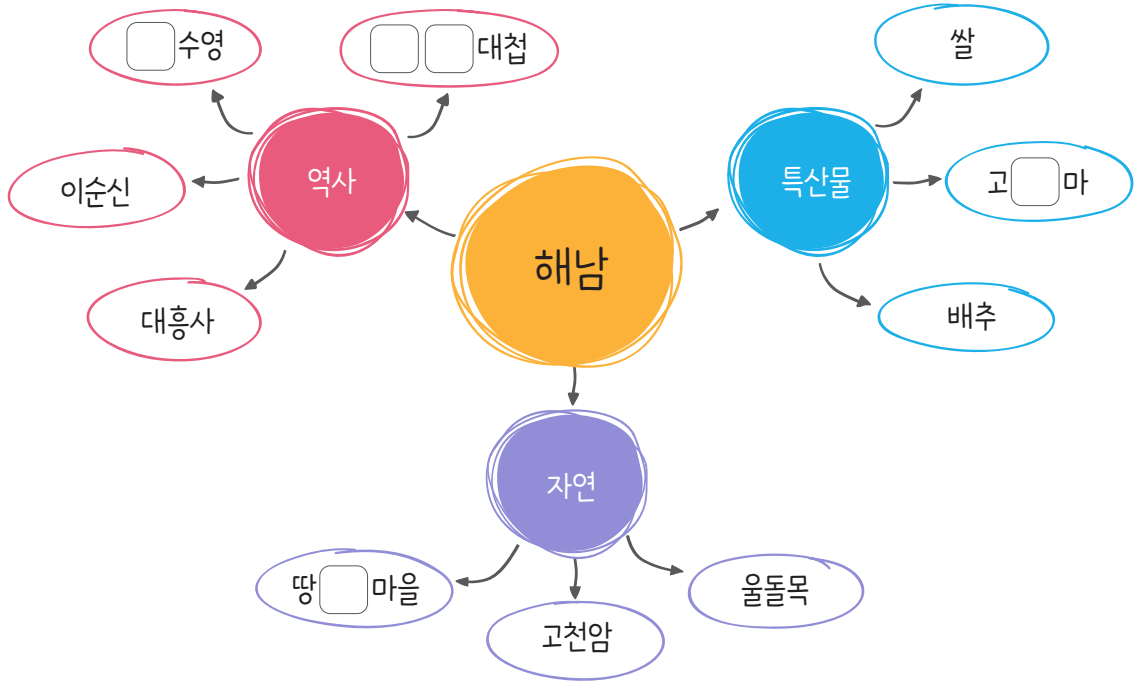 □수영
□□대첩
역사
이순신
대흥사
해남
쌀
특산물
고□마
배추
자연
땅□마을
고천암
울돌목